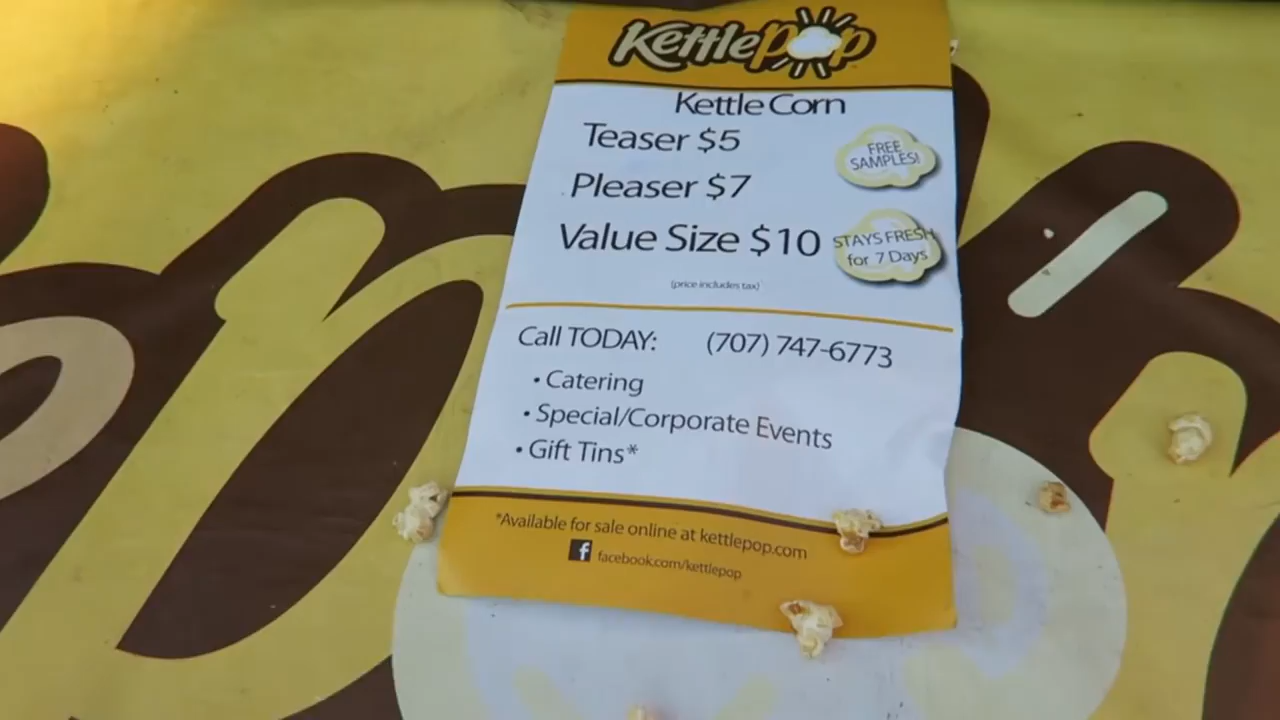 KettlePop
Kettle Corn
Teaser $5
FREE
SAMPLES!
Pleaser $7
Value Size $10
STAYS FRESH
for 7 Days
(price includes tax)
Call TODAY: (707) 747-6773
• Catering
• Special/Corporate Events
• Gift Tins*
*Available for sale online at kettlepop.com
f facebook.com/kettlepop